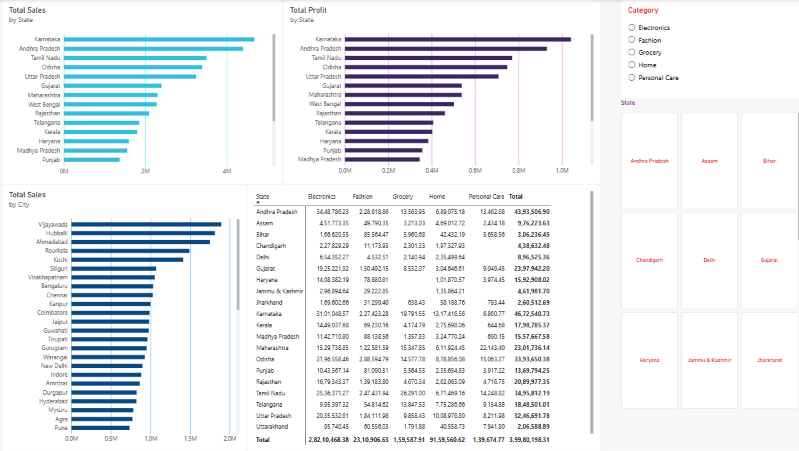 Total Sales
by State
Karnataka
Andhra Pradesh
Tamil Nadu
Odisha
Uttar Pradesh
Gujarat
Maharashtra
West Bengal
Rajasthan
Telangana
Kerala
Haryana
Madhya Pradesh
Punjab
0M 2M 4M
Total Profit
by State
Karnataka
Andhra Pradesh
Tamil Nadu
Odisha
Uttar Pradesh
Gujarat
Maharashtra
West Bengal
Rajasthan
Telangana
Kerala
Haryana
Punjab
Madhya Pradesh
0.0M 0.2M 0.4M 0.6M 0.8M 1.0M
Category
Electronics
Fashion
Grocery
Home
Personal Care
State
Andhra Pradesh Assam Bihar
Chandigarh Delhi Gujarat
Haryana Jammu & Kashmir Jharkhand
Total Sales
by City
Vijayawada
Hubballi
Ahmedabad
Rourkela
Kochi
Siliguri
Visakhapatnam
Bengaluru
Chennai
Kanpur
Coimbatore
Jaipur
Guwahati
Tirupati
Gurugram
Warangal
New Delhi
Indore
Amritsar
Durgapur
Hyderabad
Mysuru
Agra
Pune
0.0M 0.5M 1.0M 1.5M 2.0M
State Electronics Fashion Grocery Home Personal Care Total
Andhra Pradesh 34,48,786.23 2,28,618.86 13,563.95 6,89,075.18 13,462.68 43,93,506.90
Assam 4,51,773.35 49,790.35 3,213.03 4,69,012.72 2,434.18 9,76,223.63
Bihar 1,66,620.55 85,564.47 5,960.68 42,432.19 5,658.56 3,06,236.45
Chandigarh 2,27,829.29 11,173.93 2,301.33 1,97,327.93 4,38,632.48
Delhi 6,54,352.27 4,532.51 2,140.94 2,35,499.64 8,96,525.36
Gujarat 19,25,221.92 1,50,492.15 8,532.07 3,04,646.61 9,049.45 23,97,942.20
Haryana 14,08,382.19 78,680.81 1,01,870.57 3,974.45 15,92,908.02
Jammu & Kashmir 2,96,894.64 29,222.85 1,35,864.21 4,61,981.70
Jharkhand 1,69,602.66 31,299.40 638.43 58,188.76 783.44 2,60,512.69
Karnataka 31,01,048.57 2,27,423.28 19,791.55 13,17,416.56 6,860.77 46,72,540.73
Kerala 14,49,037.68 69,230.16 4,174.79 2,75,698.06 644.68 17,98,785.37
Madhya Pradesh 11,42,710.80 88,138.56 1,357.83 3,24,770.24 690.15 15,57,667.58
Maharashtra 15,29,738.85 1,22,581.59 15,347.85 6,11,924.45 22,143.40 23,01,736.14
Odisha 21,96,558.46 2,88,594.79 14,577.78 8,78,856.08 15,063.27 33,93,650.38
Punjab 10,43,567.14 81,090.51 5,564.55 2,35,654.83 3,917.22 13,69,794.25
Rajasthan 16,79,343.37 1,39,183.80 4,670.34 2,62,063.09 4,716.75 20,89,977.35
Tamil Nadu 25,36,371.27 2,47,431.94 26,291.00 6,71,469.16 14,248.82 34,95,812.19
Telangana 9,95,397.32 54,814.62 13,847.53 7,75,286.66 9,154.88 18,48,501.01
Uttar Pradesh 20,35,532.61 1,84,111.96 9,858.43 10,08,976.80 8,211.98 32,46,691.78
Uttarakhand 95,740.45 60,556.03 1,791.88 40,558.73 7,941.80 2,06,588.89
Total 2,82,10,468.38 23,10,906.63 1,59,587.91 91,59,560.62 1,39,674.77 3,99,80,198.31